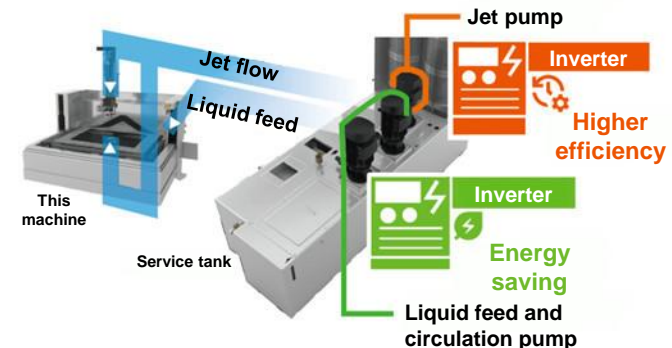 Jet pump
Jet flow
Liquid feed
Inverter
Higher
efficiency
This
machine
Service tank
Inverter
Energy
saving
Liquid feed and
circulation pump